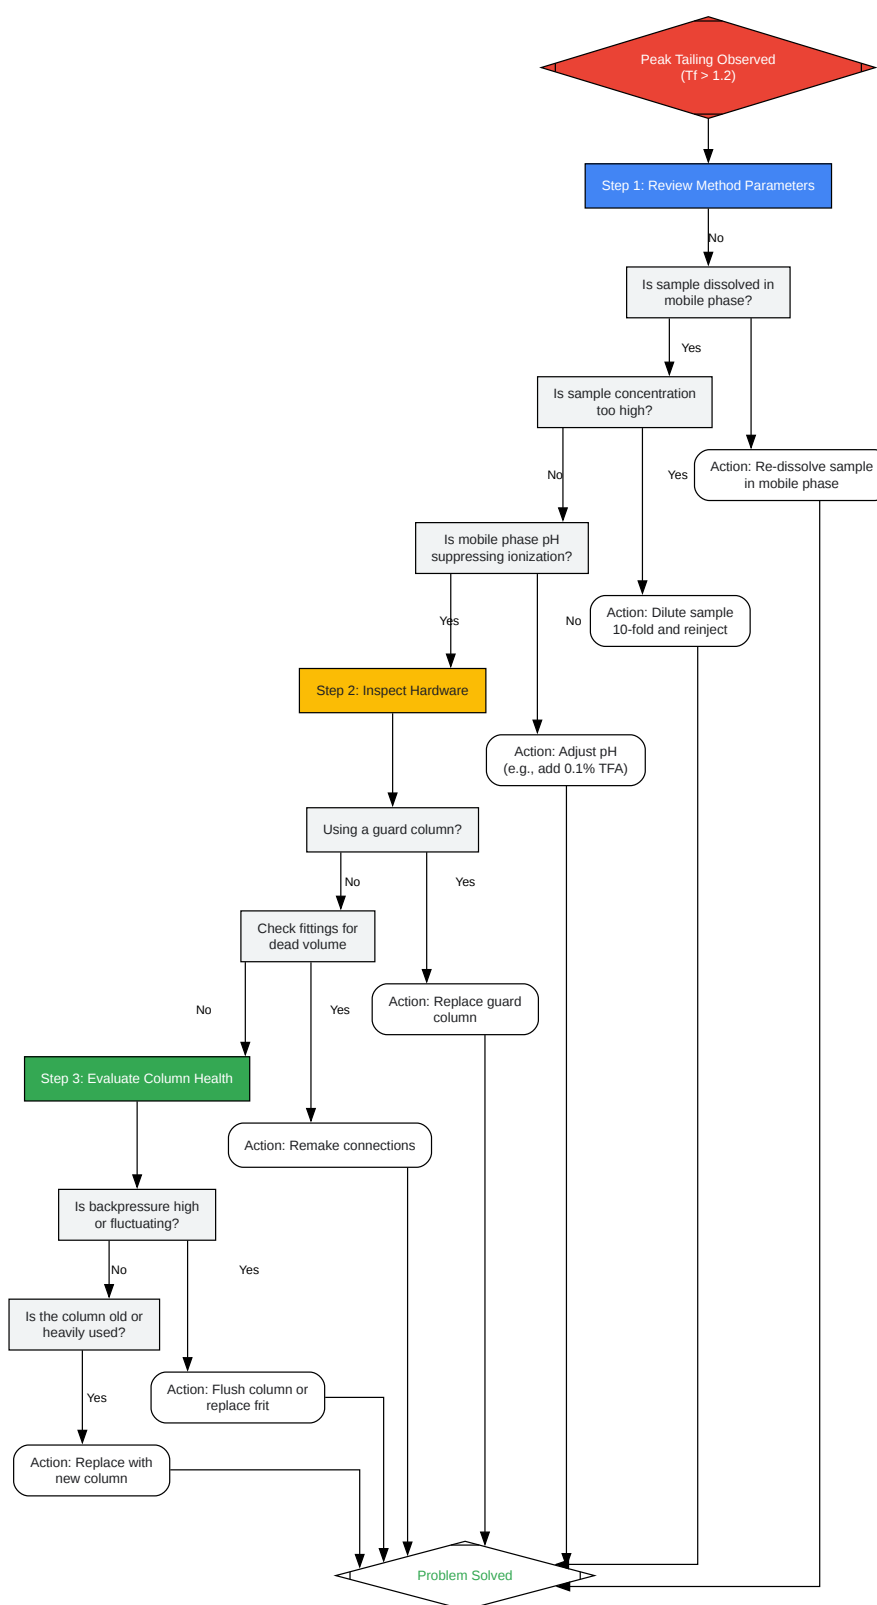 Peak Tailing Observed
(Tf > 1.2)
Step 1: Review Method Parameters
No
Is sample dissolved in
mobile phase?
Yes
Is sample concentration
too high?
Action: Re-dissolve sample
in mobile phase
No
Yes
Is mobile phase pH
suppressing ionization?
Action: Dilute sample
10-fold and reinject
Yes
No
Step 2: Inspect Hardware
Action: Adjust pH
(e.g., add 0.1% TFA)
Using a guard column?
No
Yes
Check fittings for
dead volume
Action: Replace guard
column
No
Yes
Step 3: Evaluate Column Health
Action: Remake connections
Is backpressure high
or fluctuating?
No
Yes
Is the column old or
heavily used?
Action: Flush column or
replace frit
Yes
Action: Replace with
new column
Problem Solved